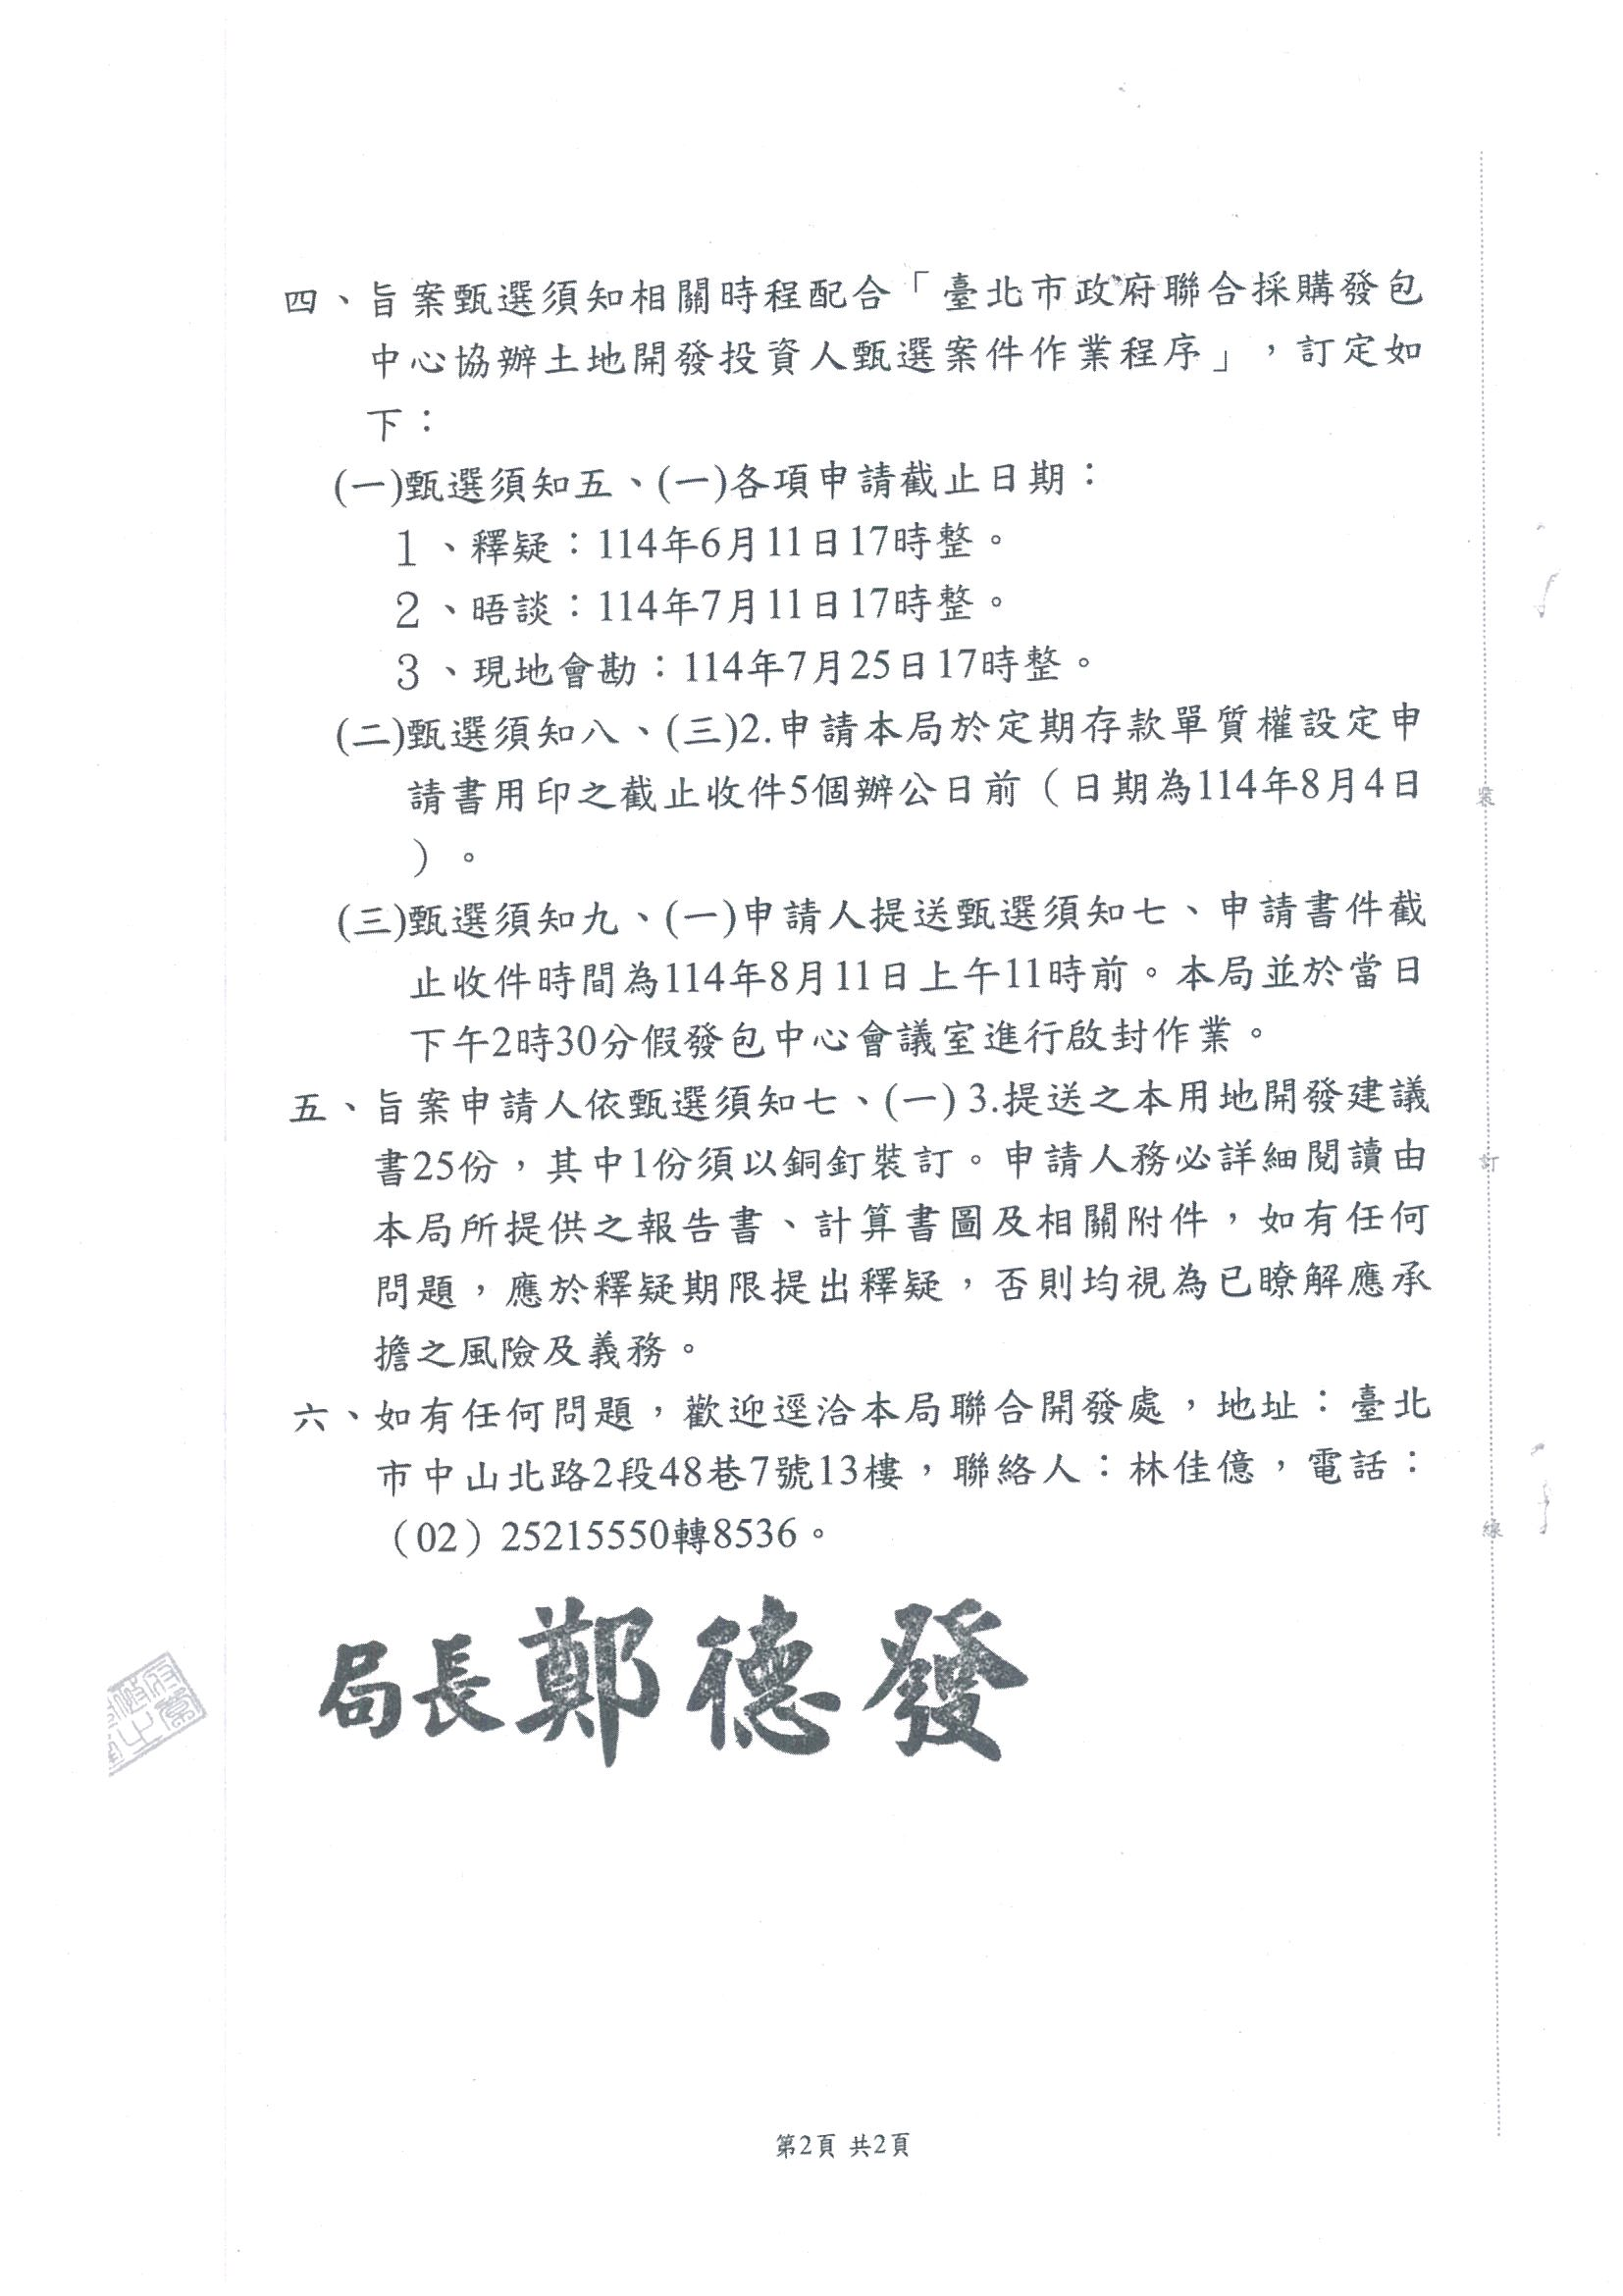 四、旨案甄選須知相關時程配合「臺北市政府聯合採購發包
中心協辦土地開發投資人甄選案件作業程序」，訂定如
下：
(一)甄選須知五、(一)各項申請截止日期：
１、釋疑：114年6月11日17時整。
２、晤談：114年7月11日17時整。
３、現地會勘：114年7月25日17時整。
(二)甄選須知八、(三)2.申請本局於定期存款單質權設定申
請書用印之截止收件5個辦公日前（日期為114年8月4日
）。
(三)甄選須知九、(一)申請人提送甄選須知七、申請書件截
止收件時間為114年8月11日上午11時前。本局並於當日
下午2時30分假發包中心會議室進行啟封作業。
五、旨案申請人依甄選須知七、(一)3.提送之本用地開發建議
書25份，其中1份須以銅釘裝訂。申請人務必詳細閱讀由
本局所提供之報告書、計算書圖及相關附件，如有任何
問題，應於釋疑期限提出釋疑，否則均視為已瞭解應承
擔之風險及義務。
六、如有任何問題，歡迎逕洽本局聯合開發處，地址：臺北
市中山北路2段48巷7號13樓，聯絡人：林佳億，電話：
（02）25215550轉8536。
局長鄭德發
裝
訂
線
第2頁 共2頁